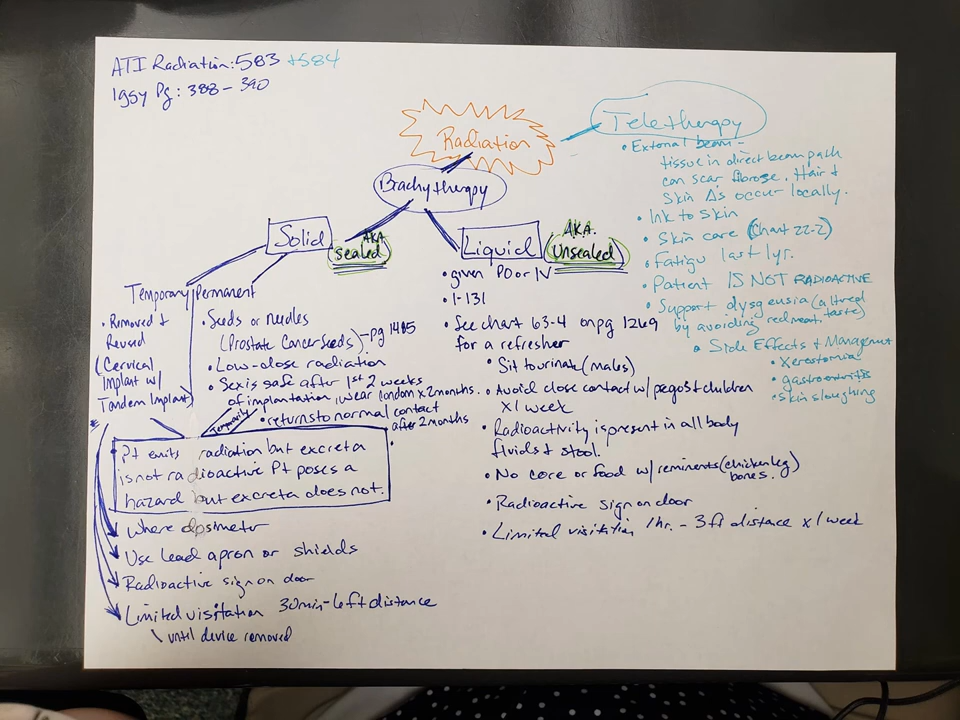 ATI Radiation: 583 +584
Iggy Pg: 388-390
Radiation
Teletherapy
• External beam -
tissue in direct beam path
can scar fibrose. Hair &
Skin Δs occur locally.
• Ink to skin
• Skin care (Chart 22-2)
• Fatigu last 1yr.
• Patient IS NOT RADIOACTIVE
• Support dysgeusia (altered taste)
by avoiding red meat.
• Side Effects & Management
• Xerostomia
• gastroenteritis
• skin sloughing
Brachytherapy
Solid
AKA
Sealed
Temporary
• Removed &
Reused
(Cervical
Implant w/
Tandem Implant)
Permanent
• Seeds or needles
(Prostate Cancer Seeds) - pg 1405
• Low-dose radiation
• Sex is safe after 1st 2 weeks
of implantation, wear condom x2months.
Temporarily
• returns to normal contact
after 2 months
• Pt emits radiation but excreta
is not radioactive Pt poses a
hazard but excreta does not.
Where dosimeter
Use lead apron or shields
Radioactive sign on door
Limited visitation 30min - 6ft distance
until device removed
Liquid
AKA.
Unsealed
• given PO or IV
• I-131
• See chart 63-4 on pg 1269
for a refresher
• Sit to urinate (males)
• Avoid close contact w/ pregos & children
x1 week
• Radioactivity is present in all body
fluids & stool.
• No core or food w/ reminents (chicken leg
bones.)
• Radioactive sign on door
• Limited visitation 1hr. - 3ft distance x1 week